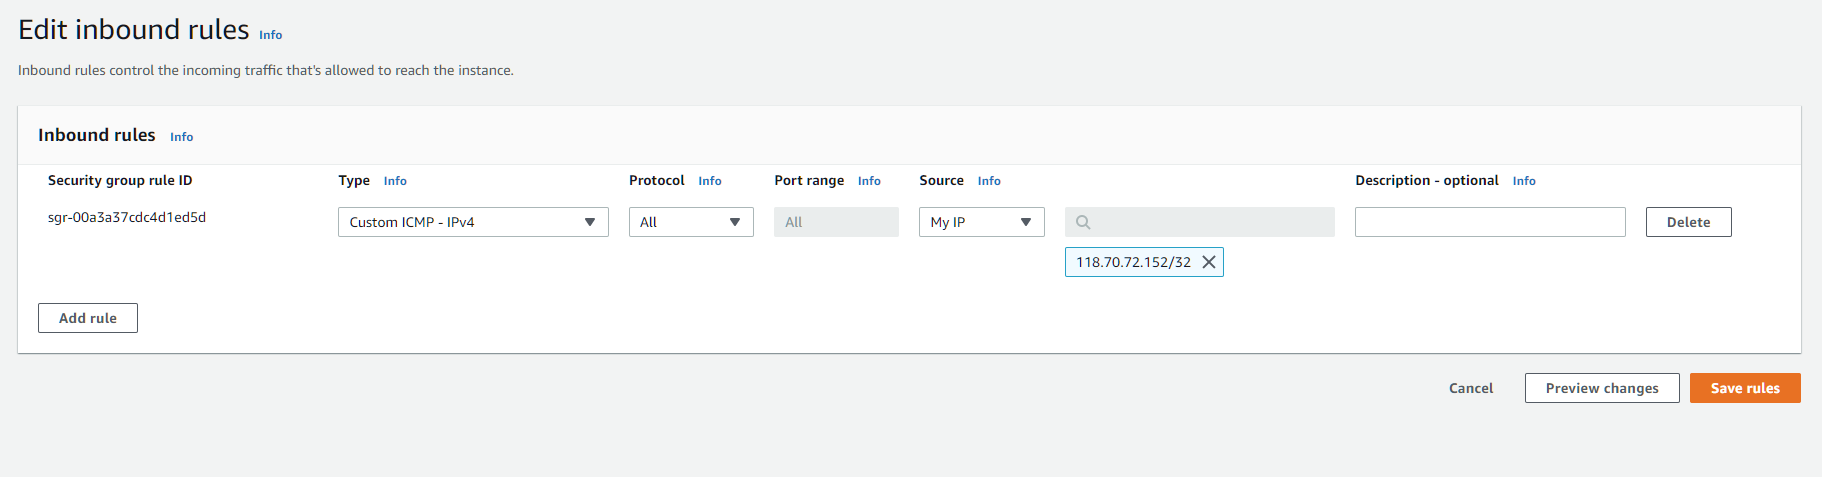 Edit inbound rules Info
Inbound rules control the incoming traffic that's allowed to reach the instance.
Inbound rules Info
Security group rule ID Type Info Protocol Info Port range Info Source Info Description - optional Info
sgr-00a3a37cdc4d1ed5d Custom ICMP - IPv4 All All My IP Delete
118.70.72.152/32
Add rule
Cancel Preview changes Save rules